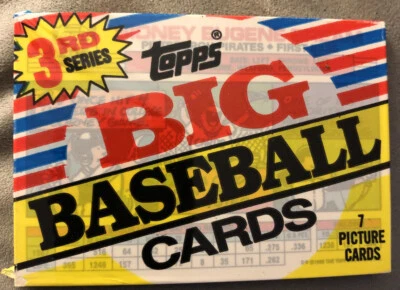 3RD
SERIES
TOPPS®
BIG
BASEBALL
CARDS
7
PICTURE
CARDS